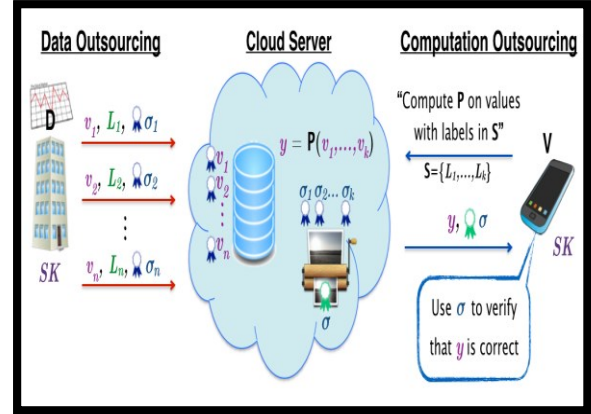 Data Outsourcing
Cloud Server
Computation Outsourcing
D
v₁, L₁, σ₁
v₂, L₂, σ₂
⋮
vₙ, Lₙ, σₙ
SK
v₁
v₂
⋮
vₙ
y = P(v₁,...,vₖ)
σ₁ σ₂... σₖ
σ
“Compute P on values
with labels in S”
S={L₁,...,Lₖ}
V
y, σ
SK
Use σ to verify
that y is correct